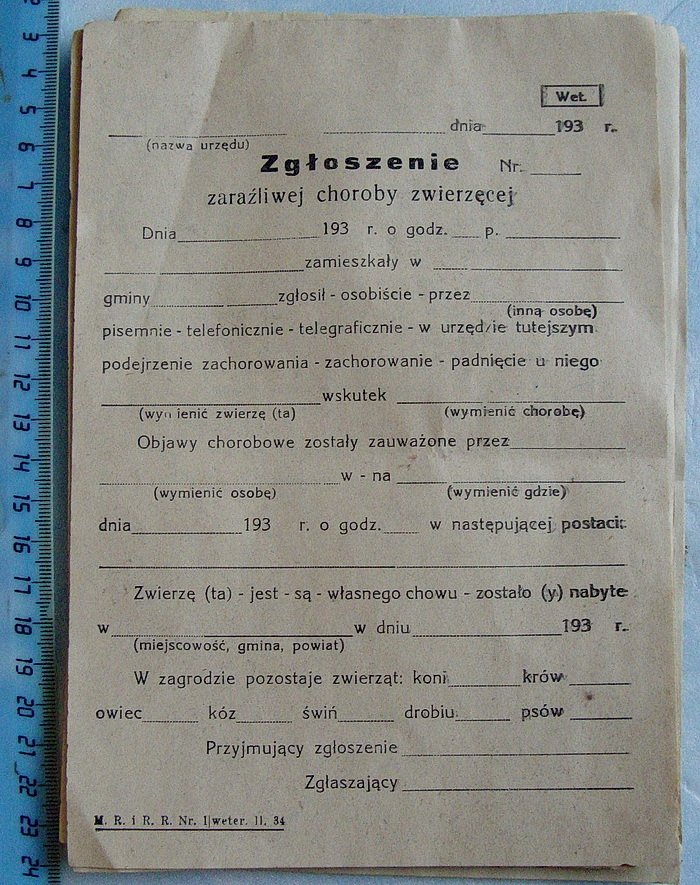 Wet.
dnia 193 r.
(nazwa urzędu)
Zgłoszenie Nr.
zaraźliwej choroby zwierzęcej
Dnia 193 r. o godz. p.
zamieszkały w
gminy zgłosił - osobiście - przez
(inną osobę)
pisemnie - telefonicznie - telegraficznie - w urzędzie tutejszym
podejrzenie zachorowania - zachorowanie - padnięcie u niego
wskutek
(wymienić zwierzę (ta) (wymienić chorobę)
Objawy chorobowe zostały zauważone przez
w - na
(wymienić osobę) (wymienić gdzie)
dnia 193 r. o godz. w następującej postaci:
Zwierzę (ta) - jest - są - własnego chowu - zostało (y) nabyte
w w dniu 193 r.
(miejscowość, gmina, powiat)
W zagrodzie pozostaje zwierząt: koni krów
owiec kóz świń drobiu psów
Przyjmujący zgłoszenie
Zgłaszający
M. R. i R. R. Nr. 1|weter. 11. 34
3
4
5
6
7
8
9
10
11
12
13
14
15
16
17
18
19
20
21
22
23
24